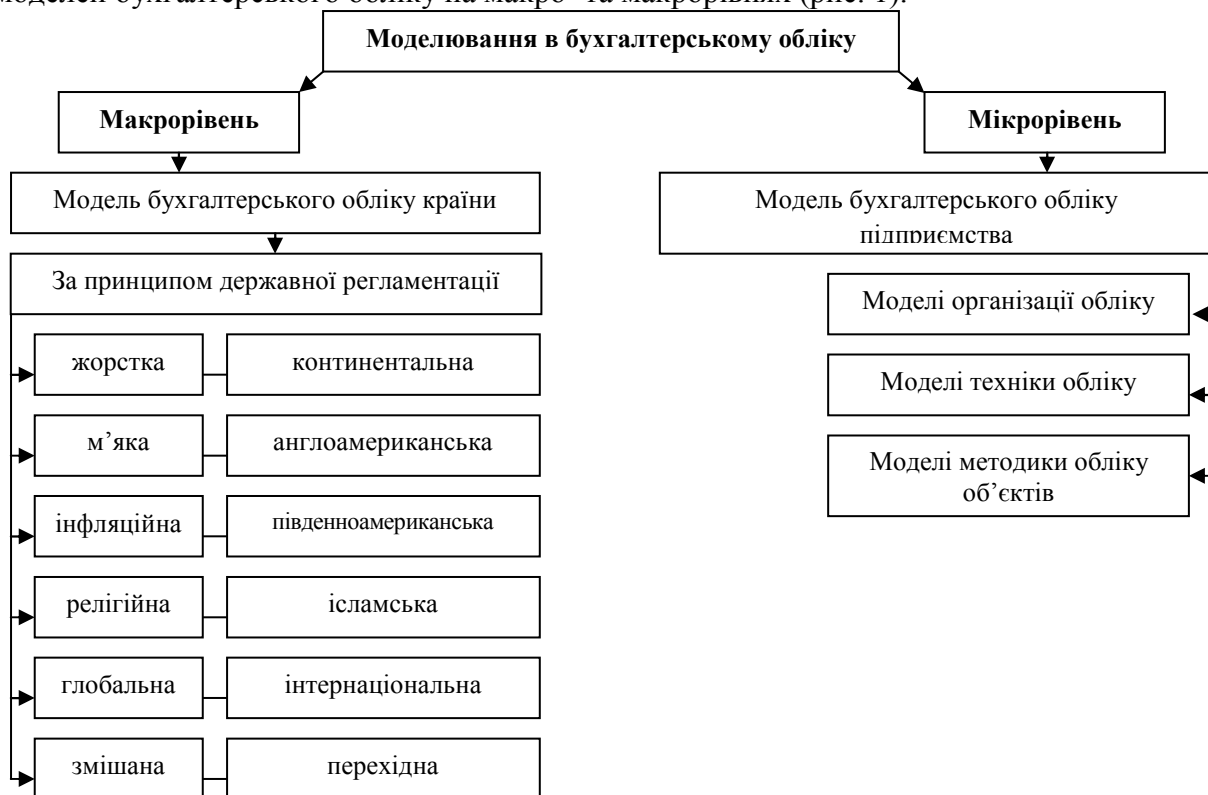 моделей бухгалтерського обліку на макро- та макрорівнях (рис. 1).
Моделювання в бухгалтерському обліку
Макрорівень
Мікрорівень
Модель бухгалтерського обліку країни
Модель бухгалтерського обліку
підприємства
За принципом державної регламентації
Моделі організації обліку
жорстка
континентальна
Моделі техніки обліку
м’яка
англоамериканська
Моделі методики обліку
об’єктів
інфляційна
південноамериканська
релігійна
ісламська
глобальна
інтернаціональна
змішана
перехідна